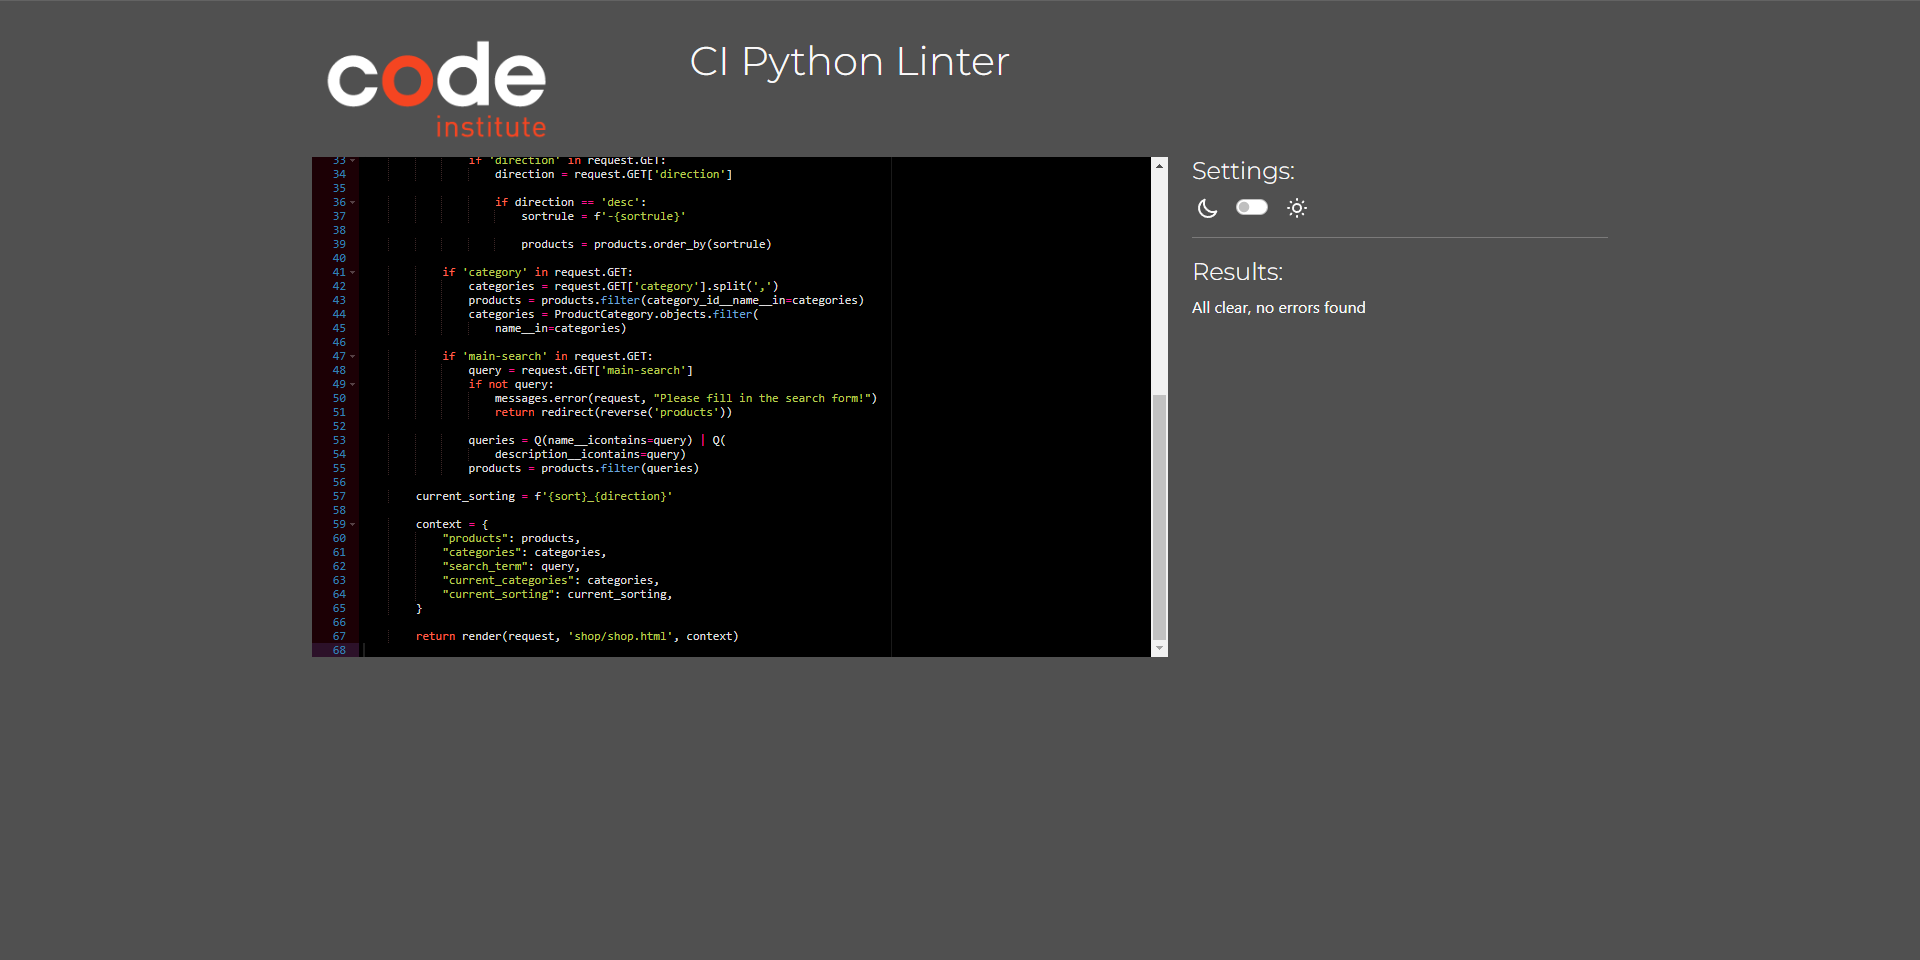 code
institute
CI Python Linter
33 if 'direction' in request.GET:
34 direction = request.GET['direction']
35
36 if direction == 'desc':
37 sortrule = f'-{sortrule}'
38
39 products = products.order_by(sortrule)
40
41 if 'category' in request.GET:
42 categories = request.GET['category'].split(',')
43 products = products.filter(category_id__name__in=categories)
44 categories = ProductCategory.objects.filter(
45 name__in=categories)
46
47 if 'main-search' in request.GET:
48 query = request.GET['main-search']
49 if not query:
50 messages.error(request, "Please fill in the search form!")
51 return redirect(reverse('products'))
52
53 queries = Q(name__icontains=query) | Q(
54 description__icontains=query)
55 products = products.filter(queries)
56
57 current_sorting = f'{sort}_{direction}'
58
59 context = {
60 "products": products,
61 "categories": categories,
62 "search_term": query,
63 "current_categories": categories,
64 "current_sorting": current_sorting,
65 }
66
67 return render(request, 'shop/shop.html', context)
68
Settings:
Results:
All clear, no errors found